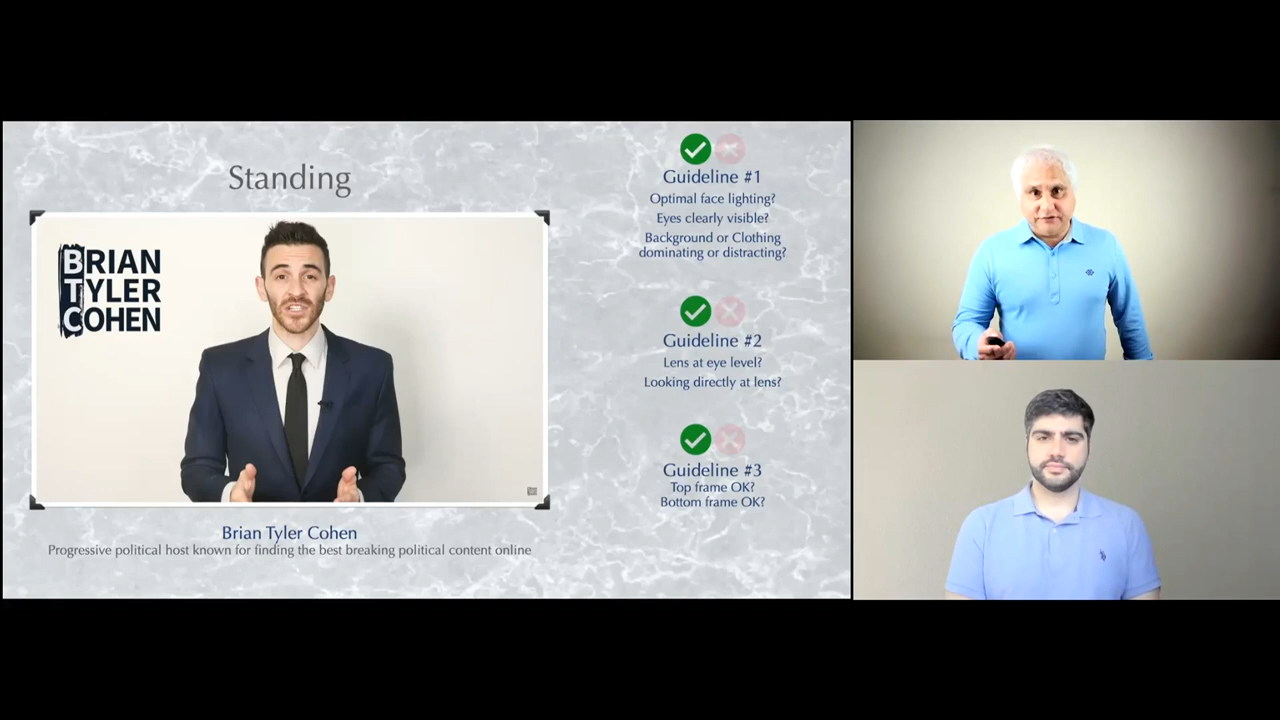 Standing
BRIAN
TYLER
COHEN
Brian Tyler Cohen
Progressive political host known for finding the best breaking political content online
Guideline #1
Optimal face lighting?
Eyes clearly visible?
Background or Clothing
dominating or distracting?
Guideline #2
Lens at eye level?
Looking directly at lens?
Guideline #3
Top frame OK?
Bottom frame OK?